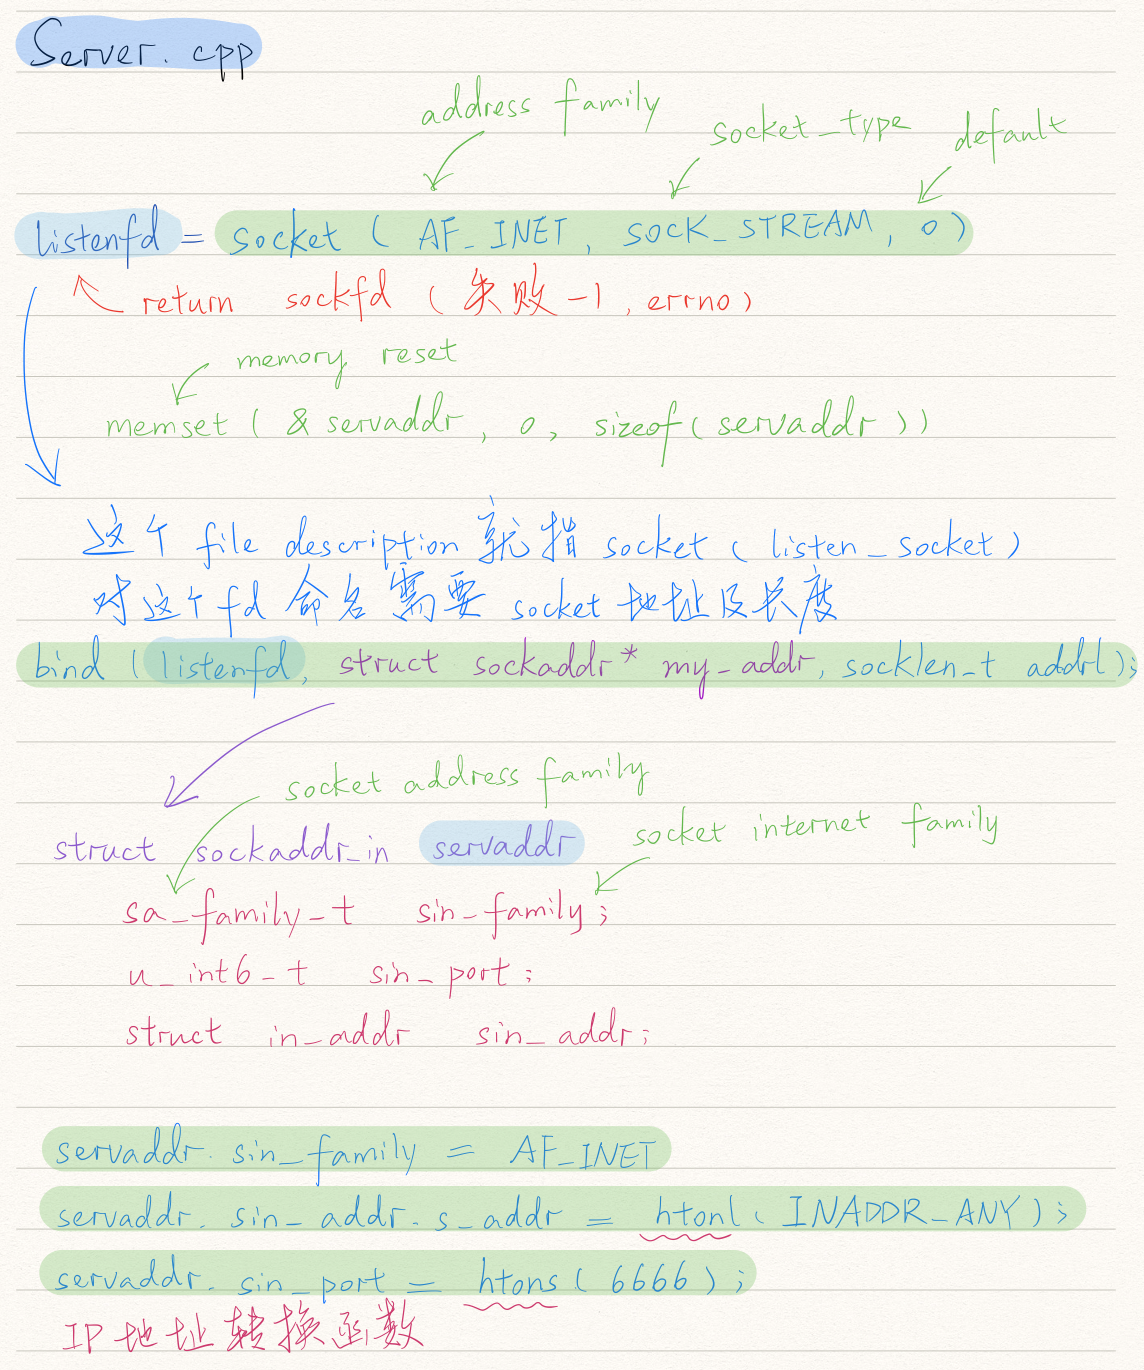 Server.cpp
address family
socket_type
default
listenfd = socket ( AF_INET, SOCK_STREAM, 0 )
return sockfd ( 失败 -1, errno )
memory reset
memset ( & servaddr, 0, sizeof( servaddr ) )
这个 file description 就指 socket ( listen_socket )
对这个 fd 命名需要 socket 地址及长度
bind ( listenfd, struct sockaddr* my_addr, socklen_t addrl );
socket address family
socket internet family
struct sockaddr_in servaddr
sa_family_t sin_family;
u_int6_t sin_port;
struct in_addr sin_addr;
servaddr. sin_family = AF_INET
servaddr. sin_addr. s_addr = htonl ( INADDR_ANY );
servaddr. sin_port = htons ( 6666 );
IP 地址转换函数